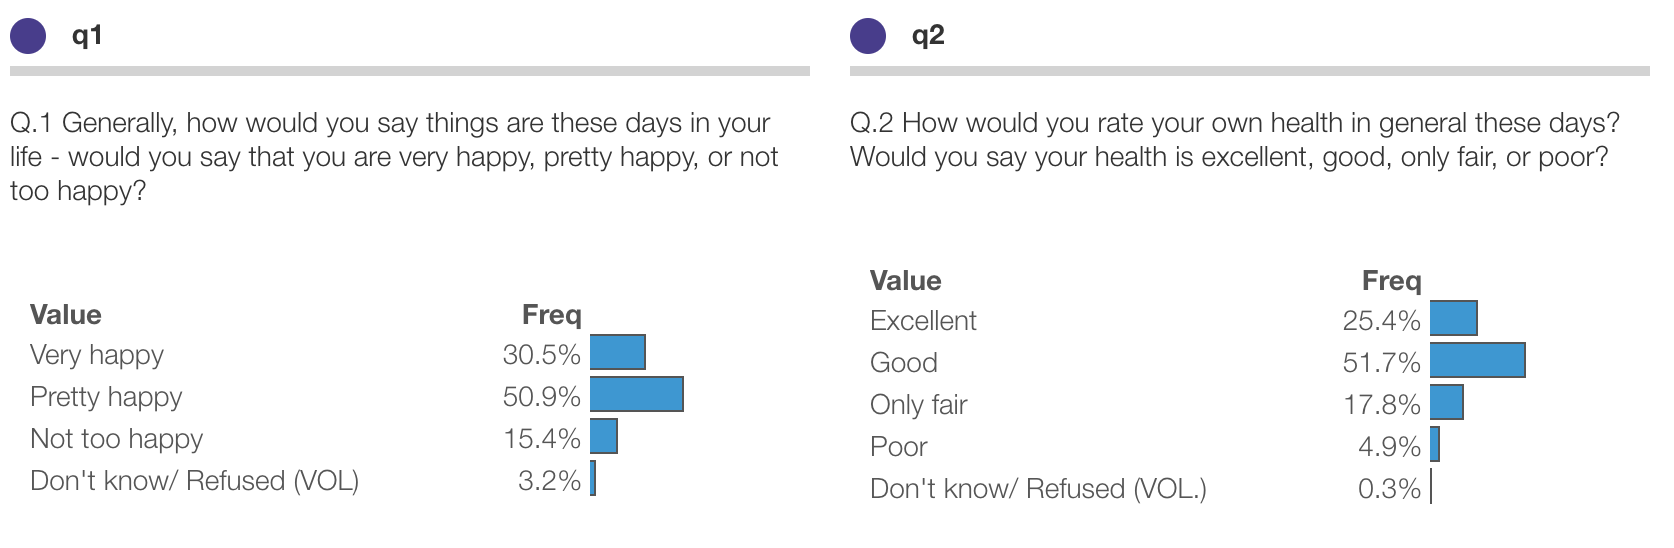 q1
Q.1 Generally, how would you say things are these days in your
life - would you say that you are very happy, pretty happy, or not
too happy?
Value Freq
Very happy 30.5%
Pretty happy 50.9%
Not too happy 15.4%
Don't know/ Refused (VOL) 3.2%
q2
Q.2 How would you rate your own health in general these days?
Would you say your health is excellent, good, only fair, or poor?
Value Freq
Excellent 25.4%
Good 51.7%
Only fair 17.8%
Poor 4.9%
Don't know/ Refused (VOL.) 0.3%